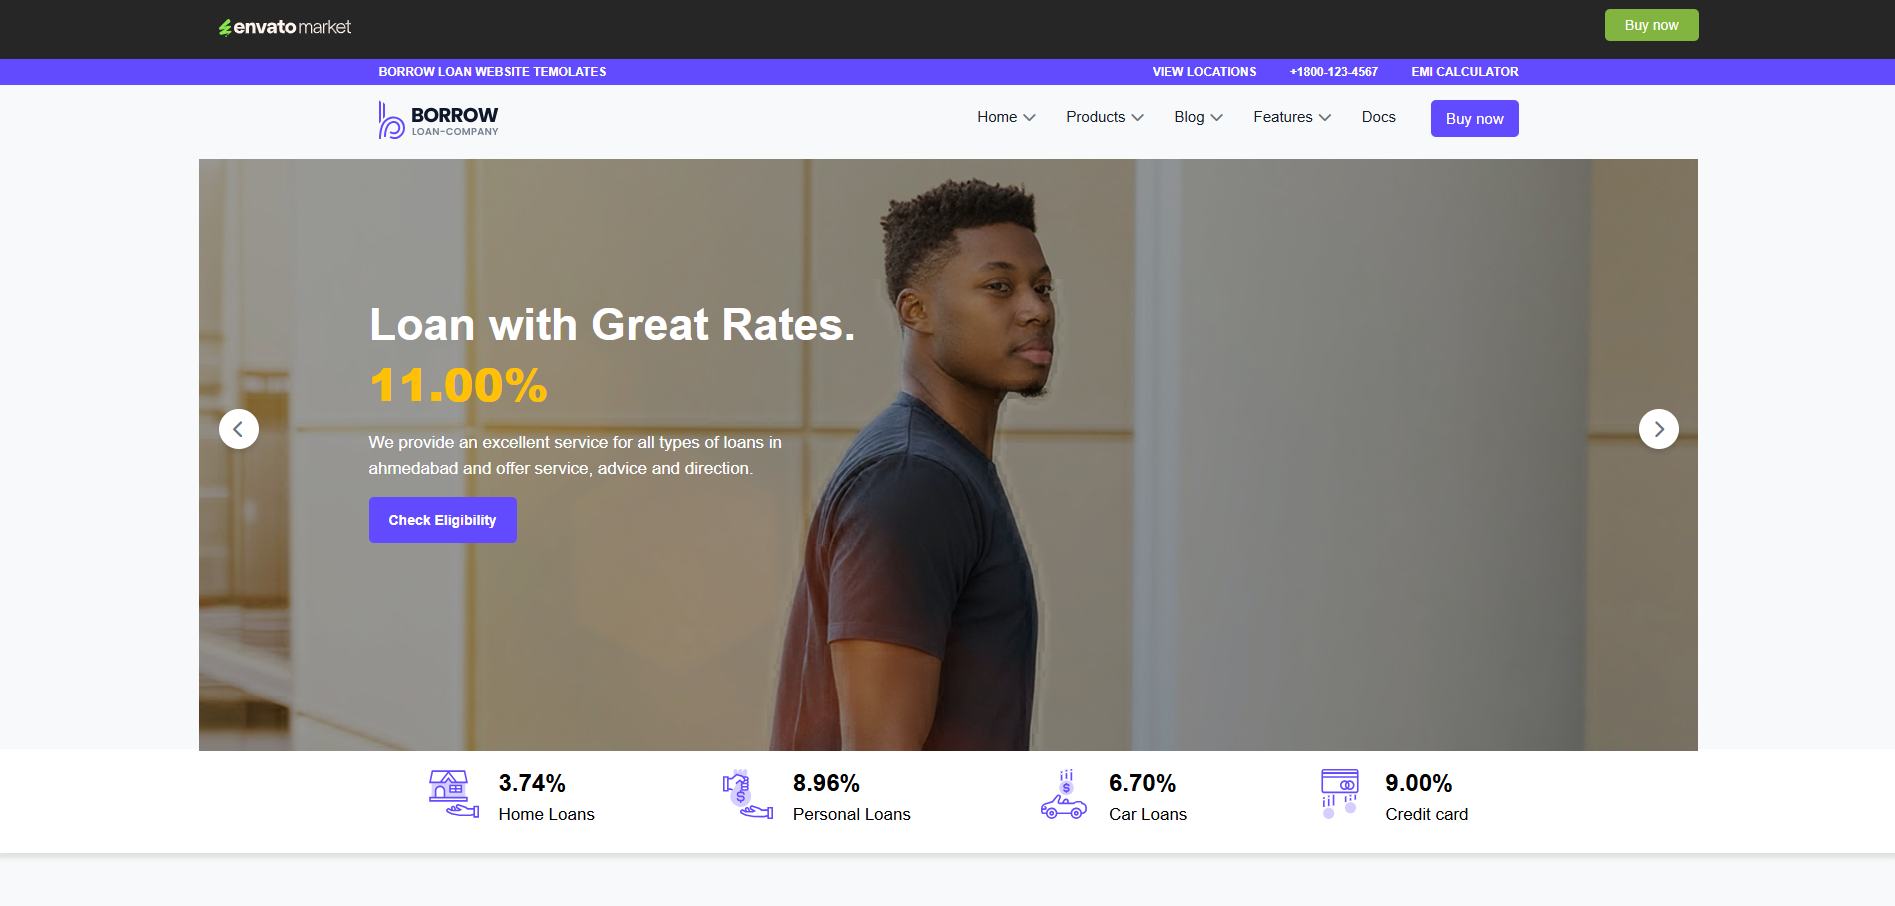 envato market
Buy now
BORROW LOAN WEBSITE TEMOLATES
VIEW LOCATIONS
+1800-123-4567
EMI CALCULATOR
BORROW
LOAN-COMPANY
Home
Products
Blog
Features
Docs
Buy now
Loan with Great Rates.
11.00%
We provide an excellent service for all types of loans in
ahmedabad and offer service, advice and direction.
Check Eligibility
3.74%
Home Loans
8.96%
Personal Loans
6.70%
Car Loans
9.00%
Credit card